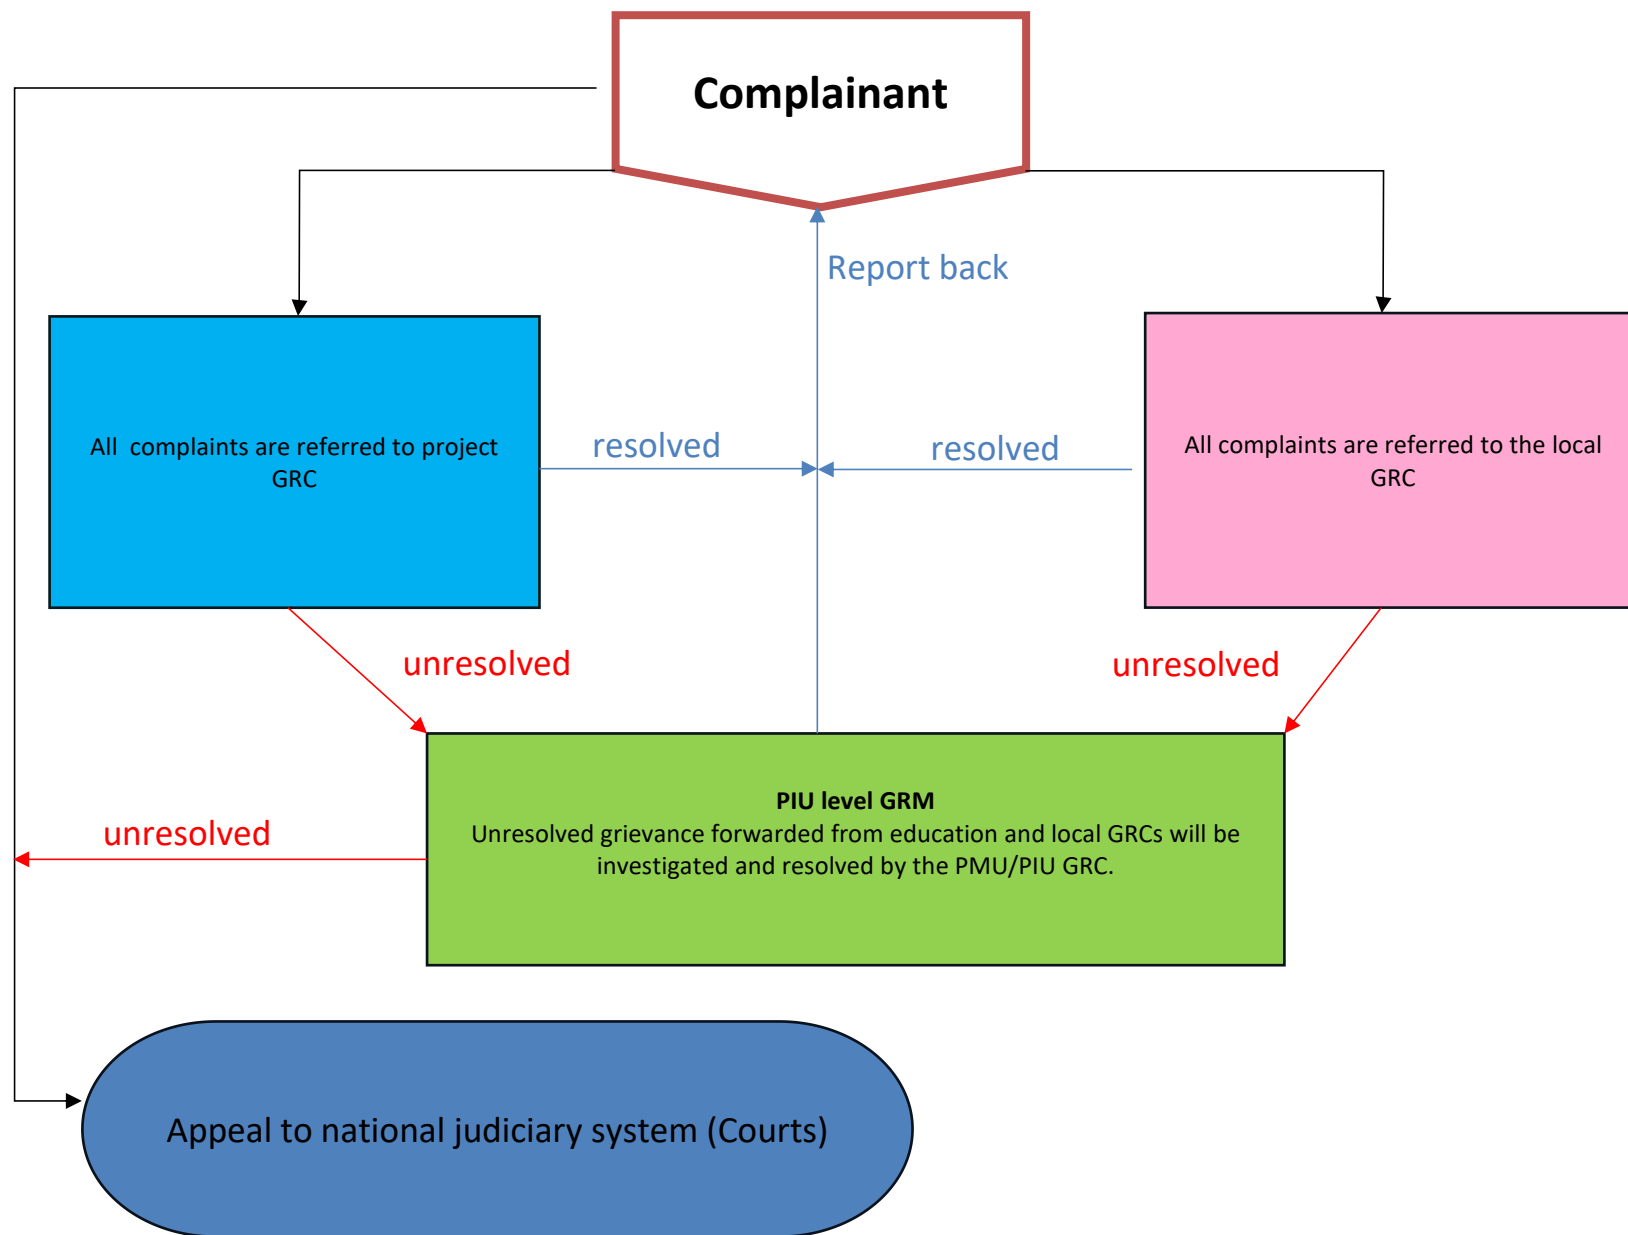 Complainant
Report back
All  complaints are referred to project
GRC
resolved
resolved
All complaints are referred to the local
GRC
unresolved
unresolved
PIU level GRM
Unresolved grievance forwarded from education and local GRCs will be
investigated and resolved by the PMU/PIU GRC.
unresolved
Appeal to national judiciary system (Courts)